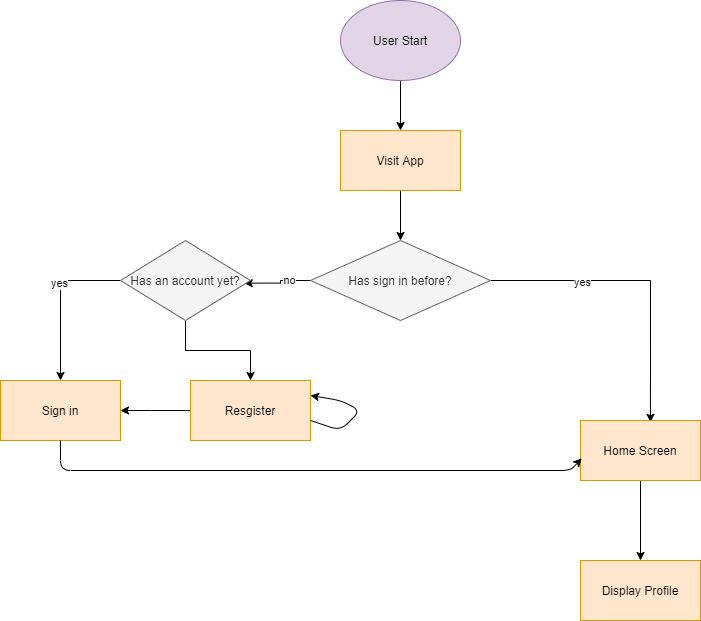 User Start
Visit App
Has an account yet?
no
Has sign in before?
yes
yes
Sign in
Resgister
Home Screen
Display Profile